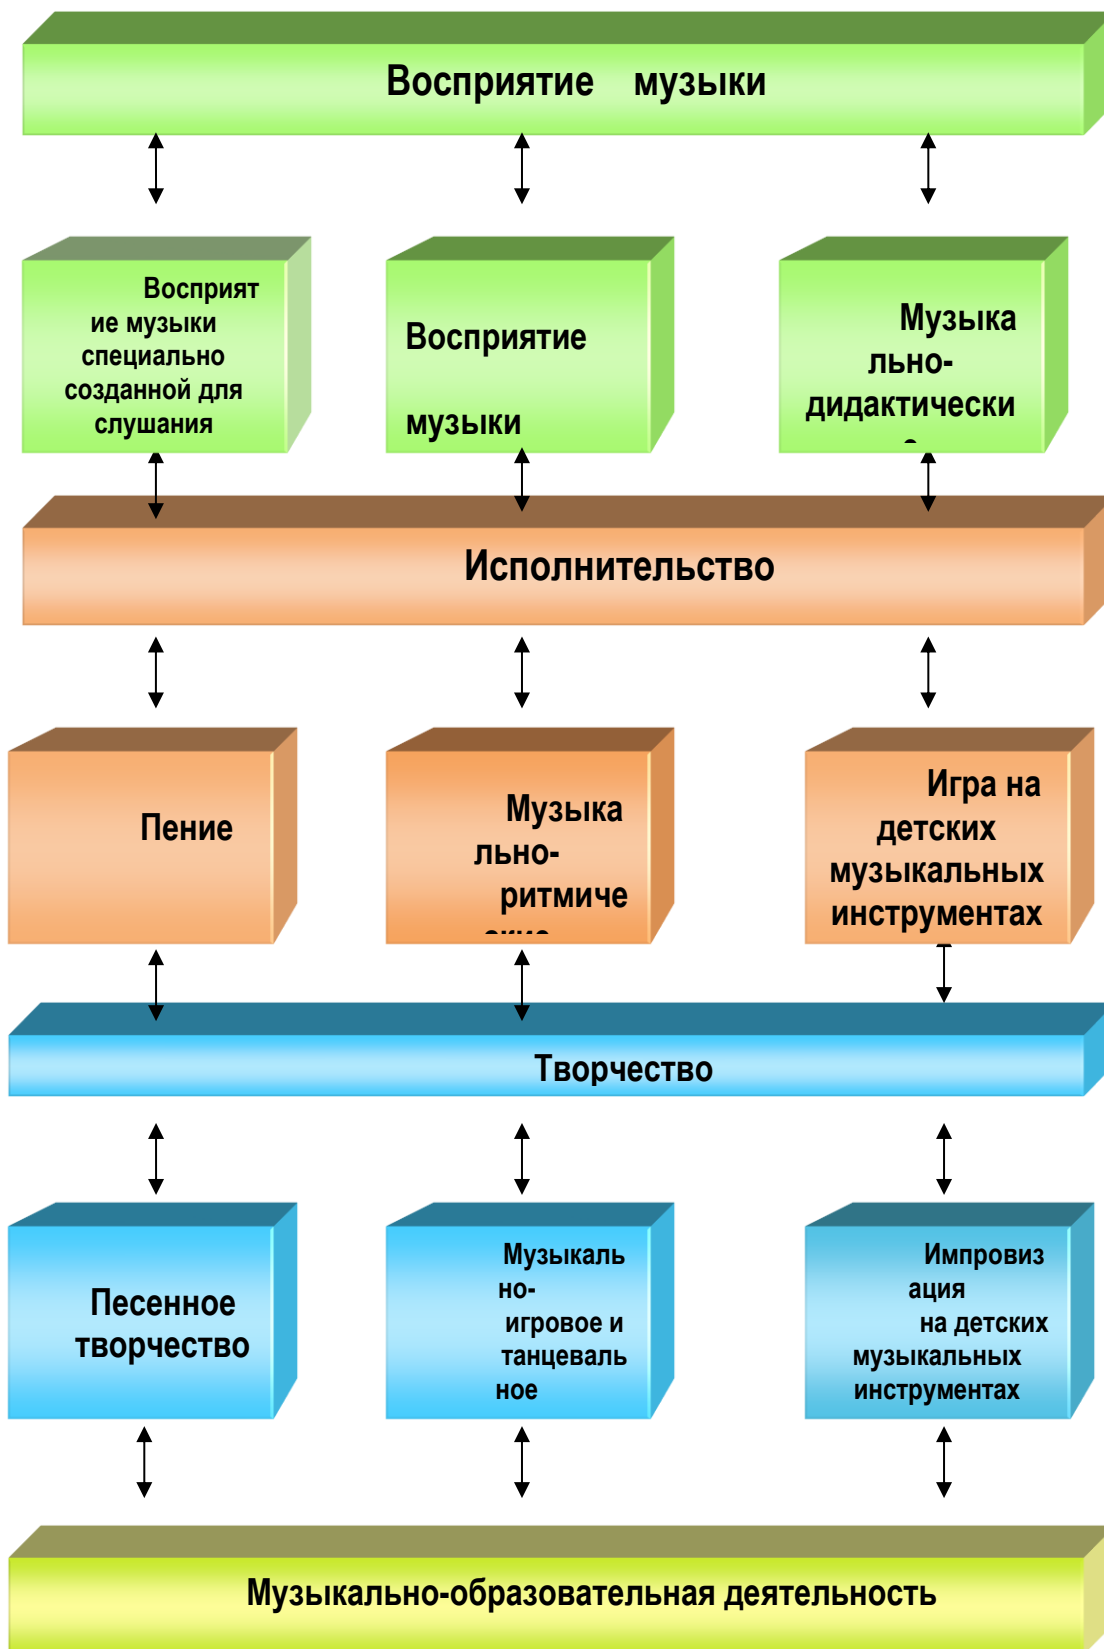 Восприятие музыки
Восприят
ие музыки
специально
созданной для
слушания
Восприятие
музыки
Музыка
льно-
дидактически
Исполнительство
Пение
Музыка
льно-
ритмиче
ские
Игра на
детских
музыкальных
инструментах
Творчество
Песенное
творчество
Музыкаль
но-
игровое и
танцеваль
ное
Импровиз
ация
на детских
музыкальных
инструментах
Музыкально-образовательная деятельность